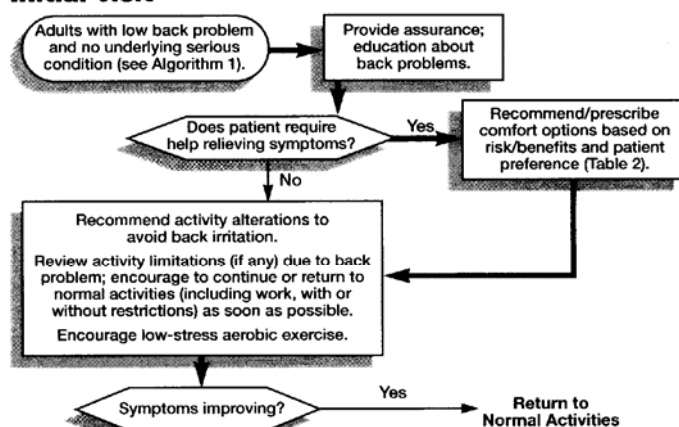 Adults with low back problem
and no underlying serious
condition (see Algorithm 1).
Provide assurance;
education about
back problems.
Does patient require
help relieving symptoms?
Yes
Recommend/prescribe
comfort options based on
risk/benefits and patient
preference (Table 2).
No
Recommend activity alterations to
avoid back irritation.
Review activity limitations (if any) due to back
problem; encourage to continue or return to
normal activities (including work, with or
without restrictions) as soon as possible.
Encourage low-stress aerobic exercise.
Symptoms improving?
Yes
Return to
Normal Activities